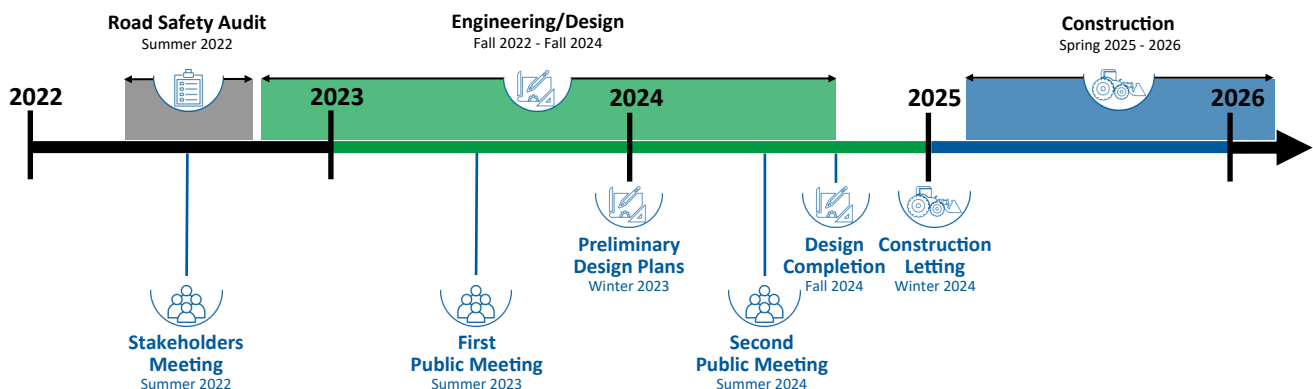 Road Safety Audit
Summer 2022
Engineering/Design
Fall 2022 - Fall 2024
Construction
Spring 2025 - 2026
2022
2023
2024
2025
2026
Preliminary
Design Plans
Winter 2023
Design
Completion
Fall 2024
Construction
Letting
Winter 2024
Stakeholders
Meeting
Summer 2022
First
Public Meeting
Summer 2023
Second
Public Meeting
Summer 2024